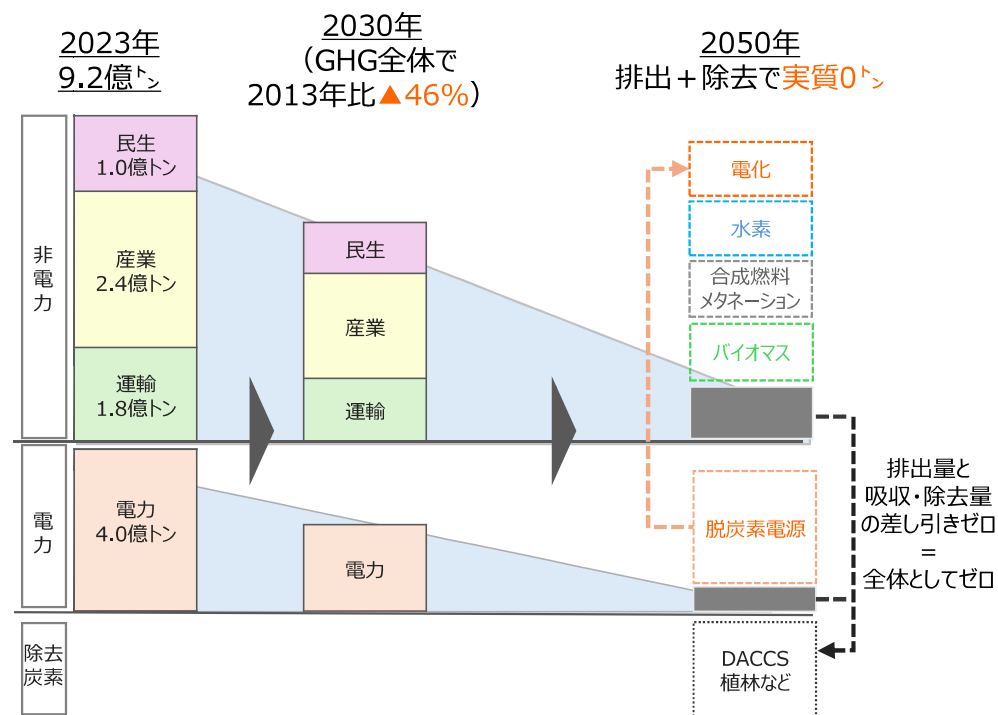 2023年
9.2億㌧
2030年
(GHG全体で
2013年比▲46%)
2050年
排出+除去で実質0㌧
非電力
民生
1.0億トン
産業
2.4億トン
運輸
1.8億トン
民生
産業
運輸
電化
水素
合成燃料
メタネーション
バイオマス
電力
電力
4.0億トン
電力
脱炭素電源
排出量と
吸収・除去量
の差し引きゼロ
=
全体としてゼロ
除去
炭素
DACCS
植林など